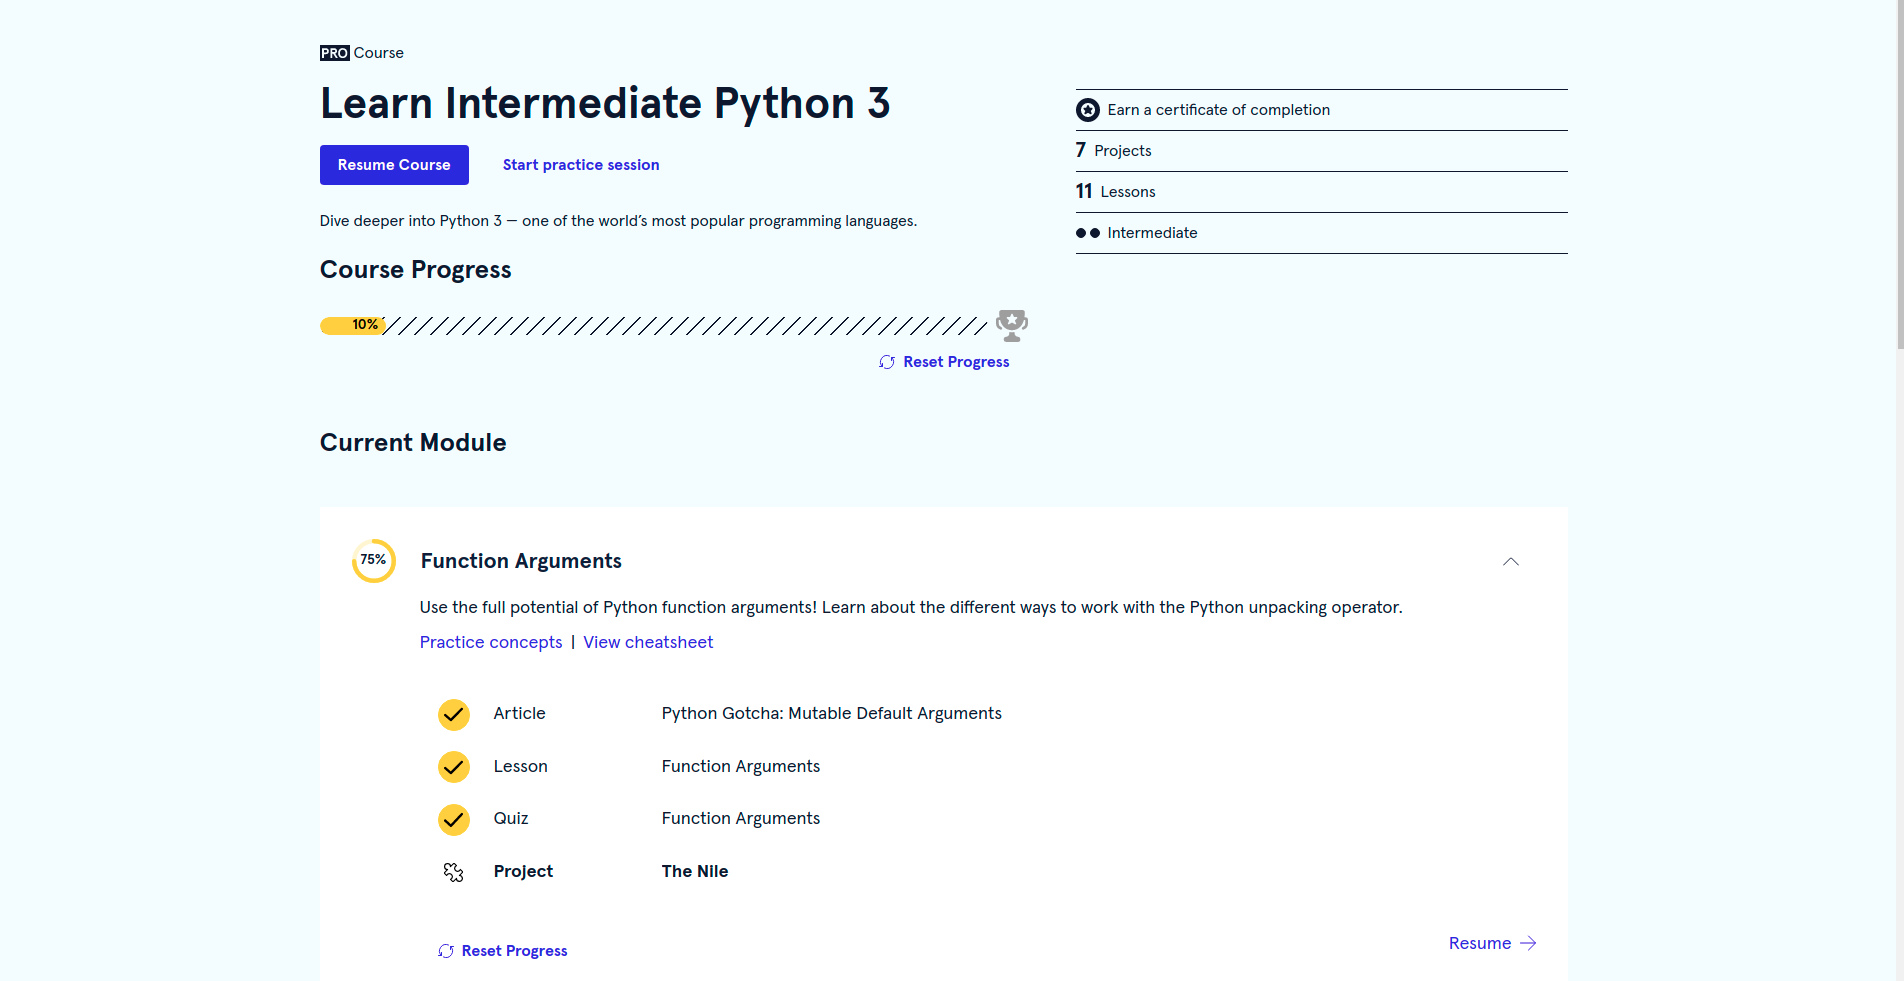 PRO Course
Learn Intermediate Python 3
Resume Course
Start practice session
Dive deeper into Python 3 — one of the world’s most popular programming languages.
Earn a certificate of completion
7 Projects
11 Lessons
Intermediate
Course Progress
10%
Reset Progress
Current Module
75%
Function Arguments
Use the full potential of Python function arguments! Learn about the different ways to work with the Python unpacking operator.
Practice concepts | View cheatsheet
Article Python Gotcha: Mutable Default Arguments
Lesson Function Arguments
Quiz Function Arguments
Project The Nile
Reset Progress
Resume